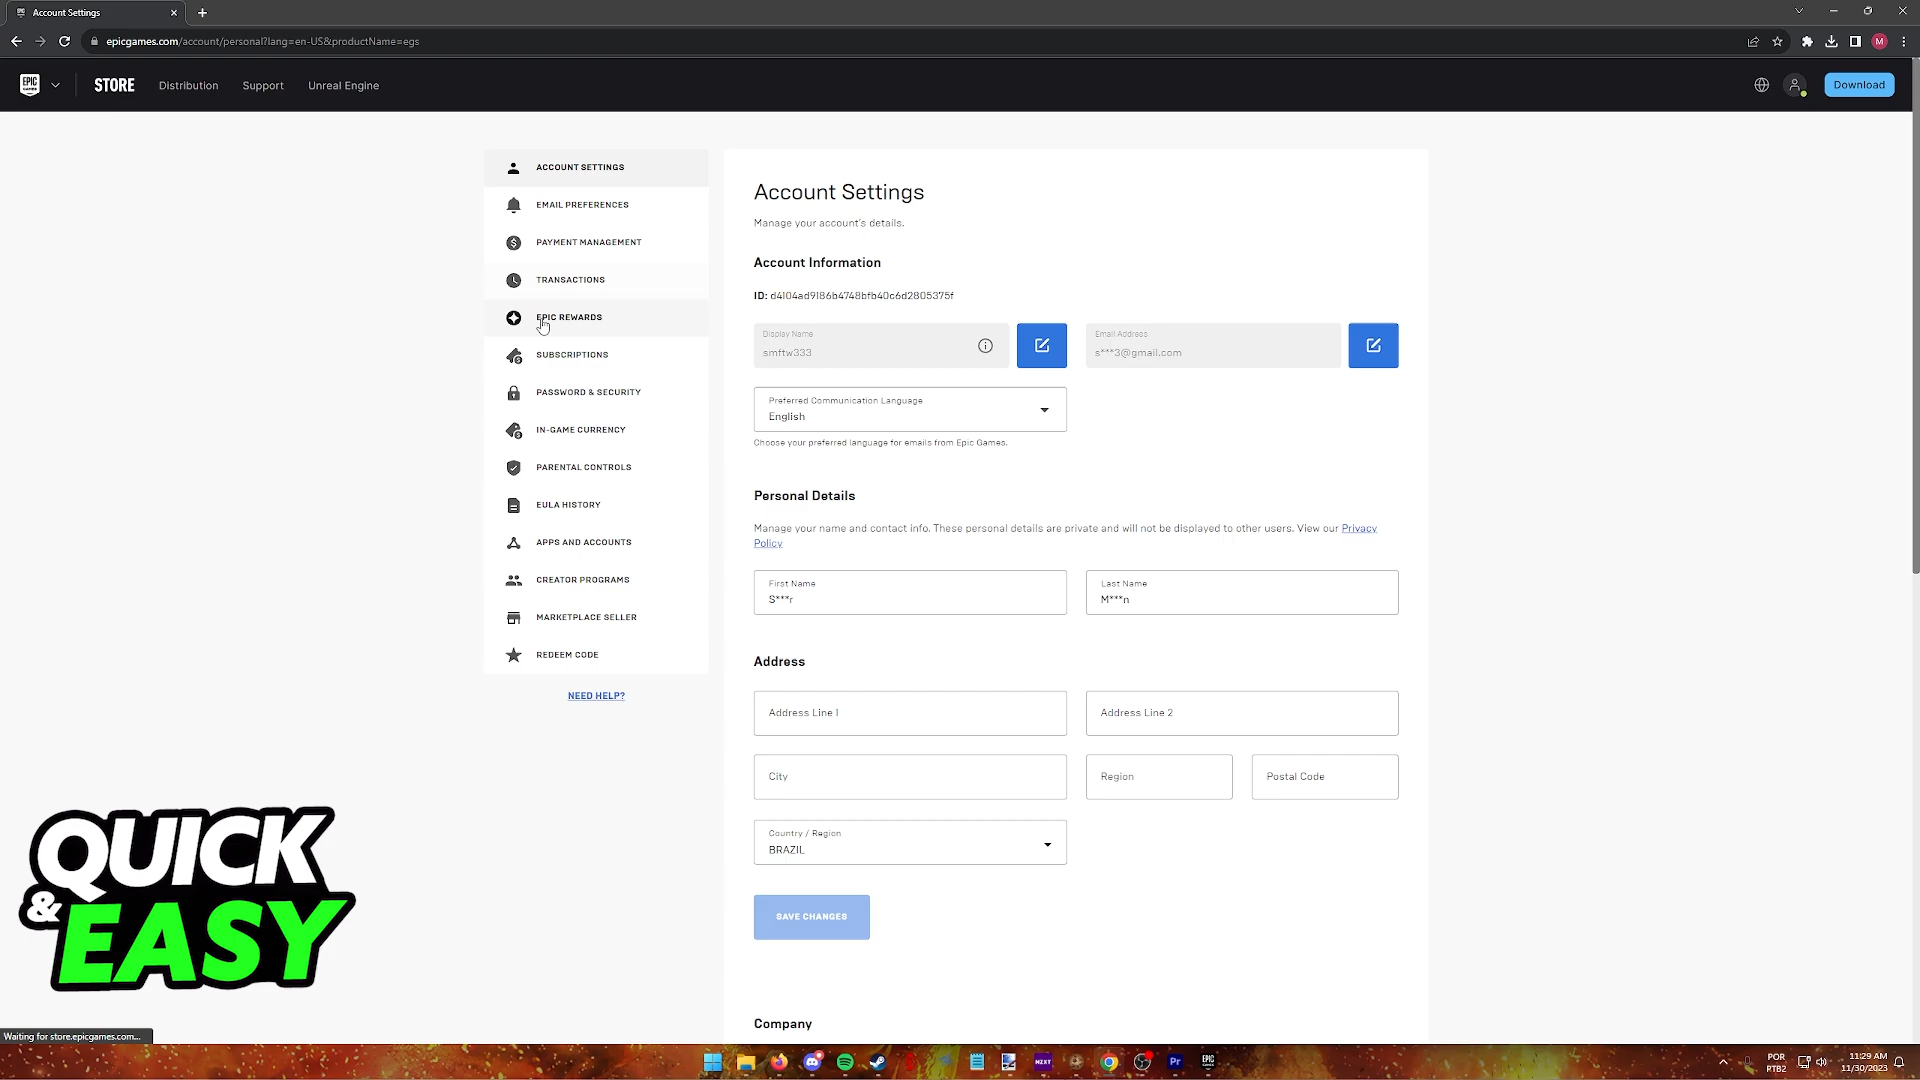 Account Settings
epicgames.com/account/personal?lang=en-US&productName=egs
M
EPIC GAMES
STORE
Distribution
Support
Unreal Engine
Download
ACCOUNT SETTINGS
EMAIL PREFERENCES
PAYMENT MANAGEMENT
TRANSACTIONS
EPIC REWARDS
SUBSCRIPTIONS
PASSWORD & SECURITY
IN-GAME CURRENCY
PARENTAL CONTROLS
EULA HISTORY
APPS AND ACCOUNTS
CREATOR PROGRAMS
MARKETPLACE SELLER
REDEEM CODE
NEED HELP?
Account Settings
Manage your account's details.
Account Information
ID: d4104ad9186b4748bfb40c6d2805375f
Display Name
smftw333
Email Address
s***3@gmail.com
Preferred Communication Language
English
Choose your preferred language for emails from Epic Games.
Personal Details
Manage your name and contact info. These personal details are private and will not be displayed to other users. View our Privacy
Policy
First Name
S***r
Last Name
M***n
Address
Address Line 1
Address Line 2
City
Region
Postal Code
Country / Region
BRAZIL
SAVE CHANGES
Company
QUICK
& EASY
Waiting for store.epicgames.com...
NZXT
Pr
EPIC GAMES
POR
PTB2
11:29 AM
11/30/2023